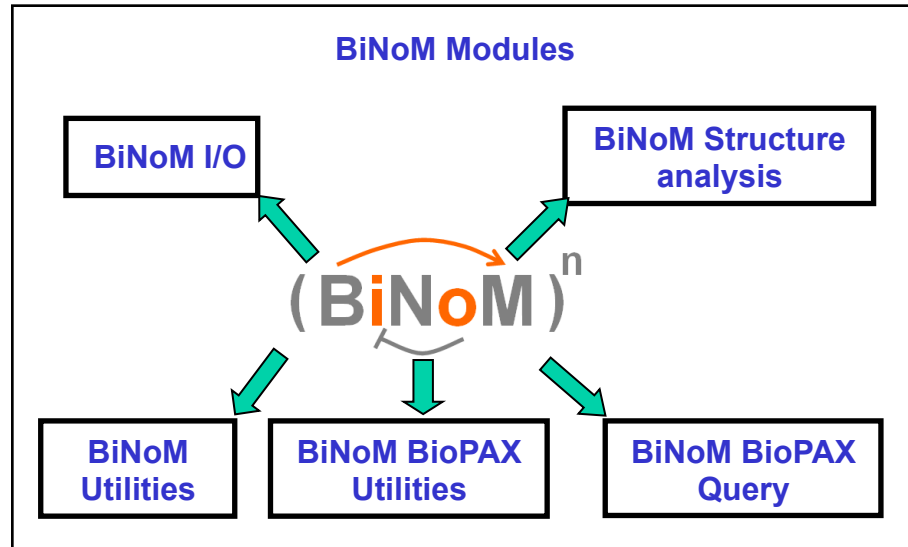 BiNoM Modules
BiNoM I/O
BiNoM Structure
analysis
(BiNoM)n
BiNoM
Utilities
BiNoM BioPAX
Utilities
BiNoM BioPAX
Query